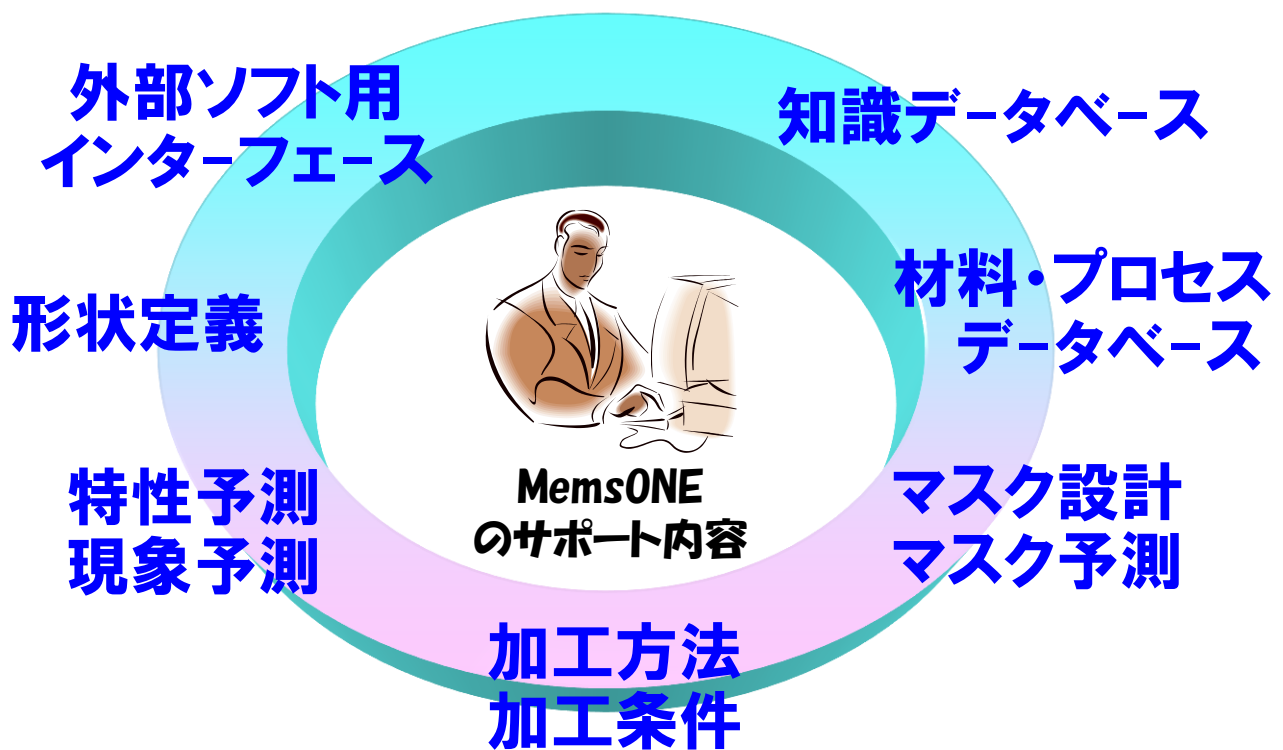 外部ソフト用
インターフェース
知識データベース
形状定義
材料・プロセス
データベース
特性予測
現象予測
MemsONE
のサポート内容
マスク設計
マスク予測
加工方法
加工条件